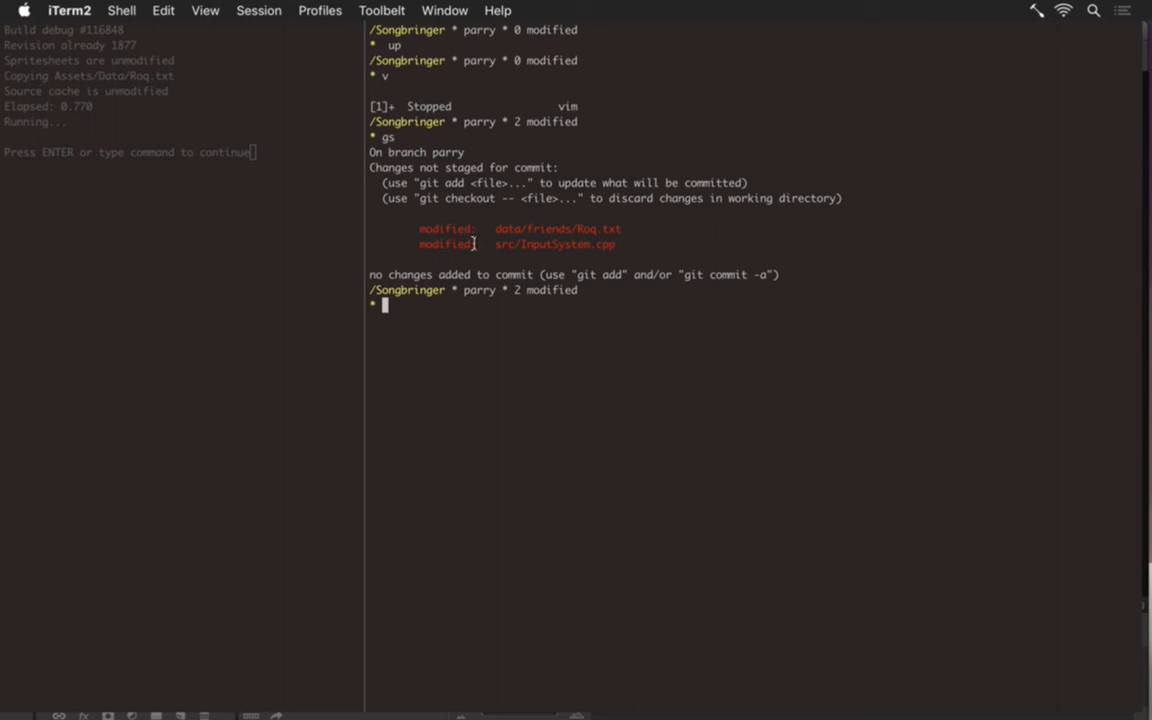 iTerm2 Shell Edit View Session Profiles Toolbelt Window Help
Build debug #116848
Revision already 1877
Spritesheets are unmodified
Copying Assets/Data/Roq.txt
Source cache is unmodified
Elapsed: 0.770
Running...
Press ENTER or type command to continue
/Songbringer * parry * 0 modified
* up
/Songbringer * parry * 0 modified
* v
[1]+ Stopped vim
/Songbringer * parry * 2 modified
* gs
On branch parry
Changes not staged for commit:
(use "git add <file>..." to update what will be committed)
(use "git checkout -- <file>..." to discard changes in working directory)
modified: data/friends/Roq.txt
modified: src/InputSystem.cpp
no changes added to commit (use "git add" and/or "git commit -a")
/Songbringer * parry * 2 modified
*